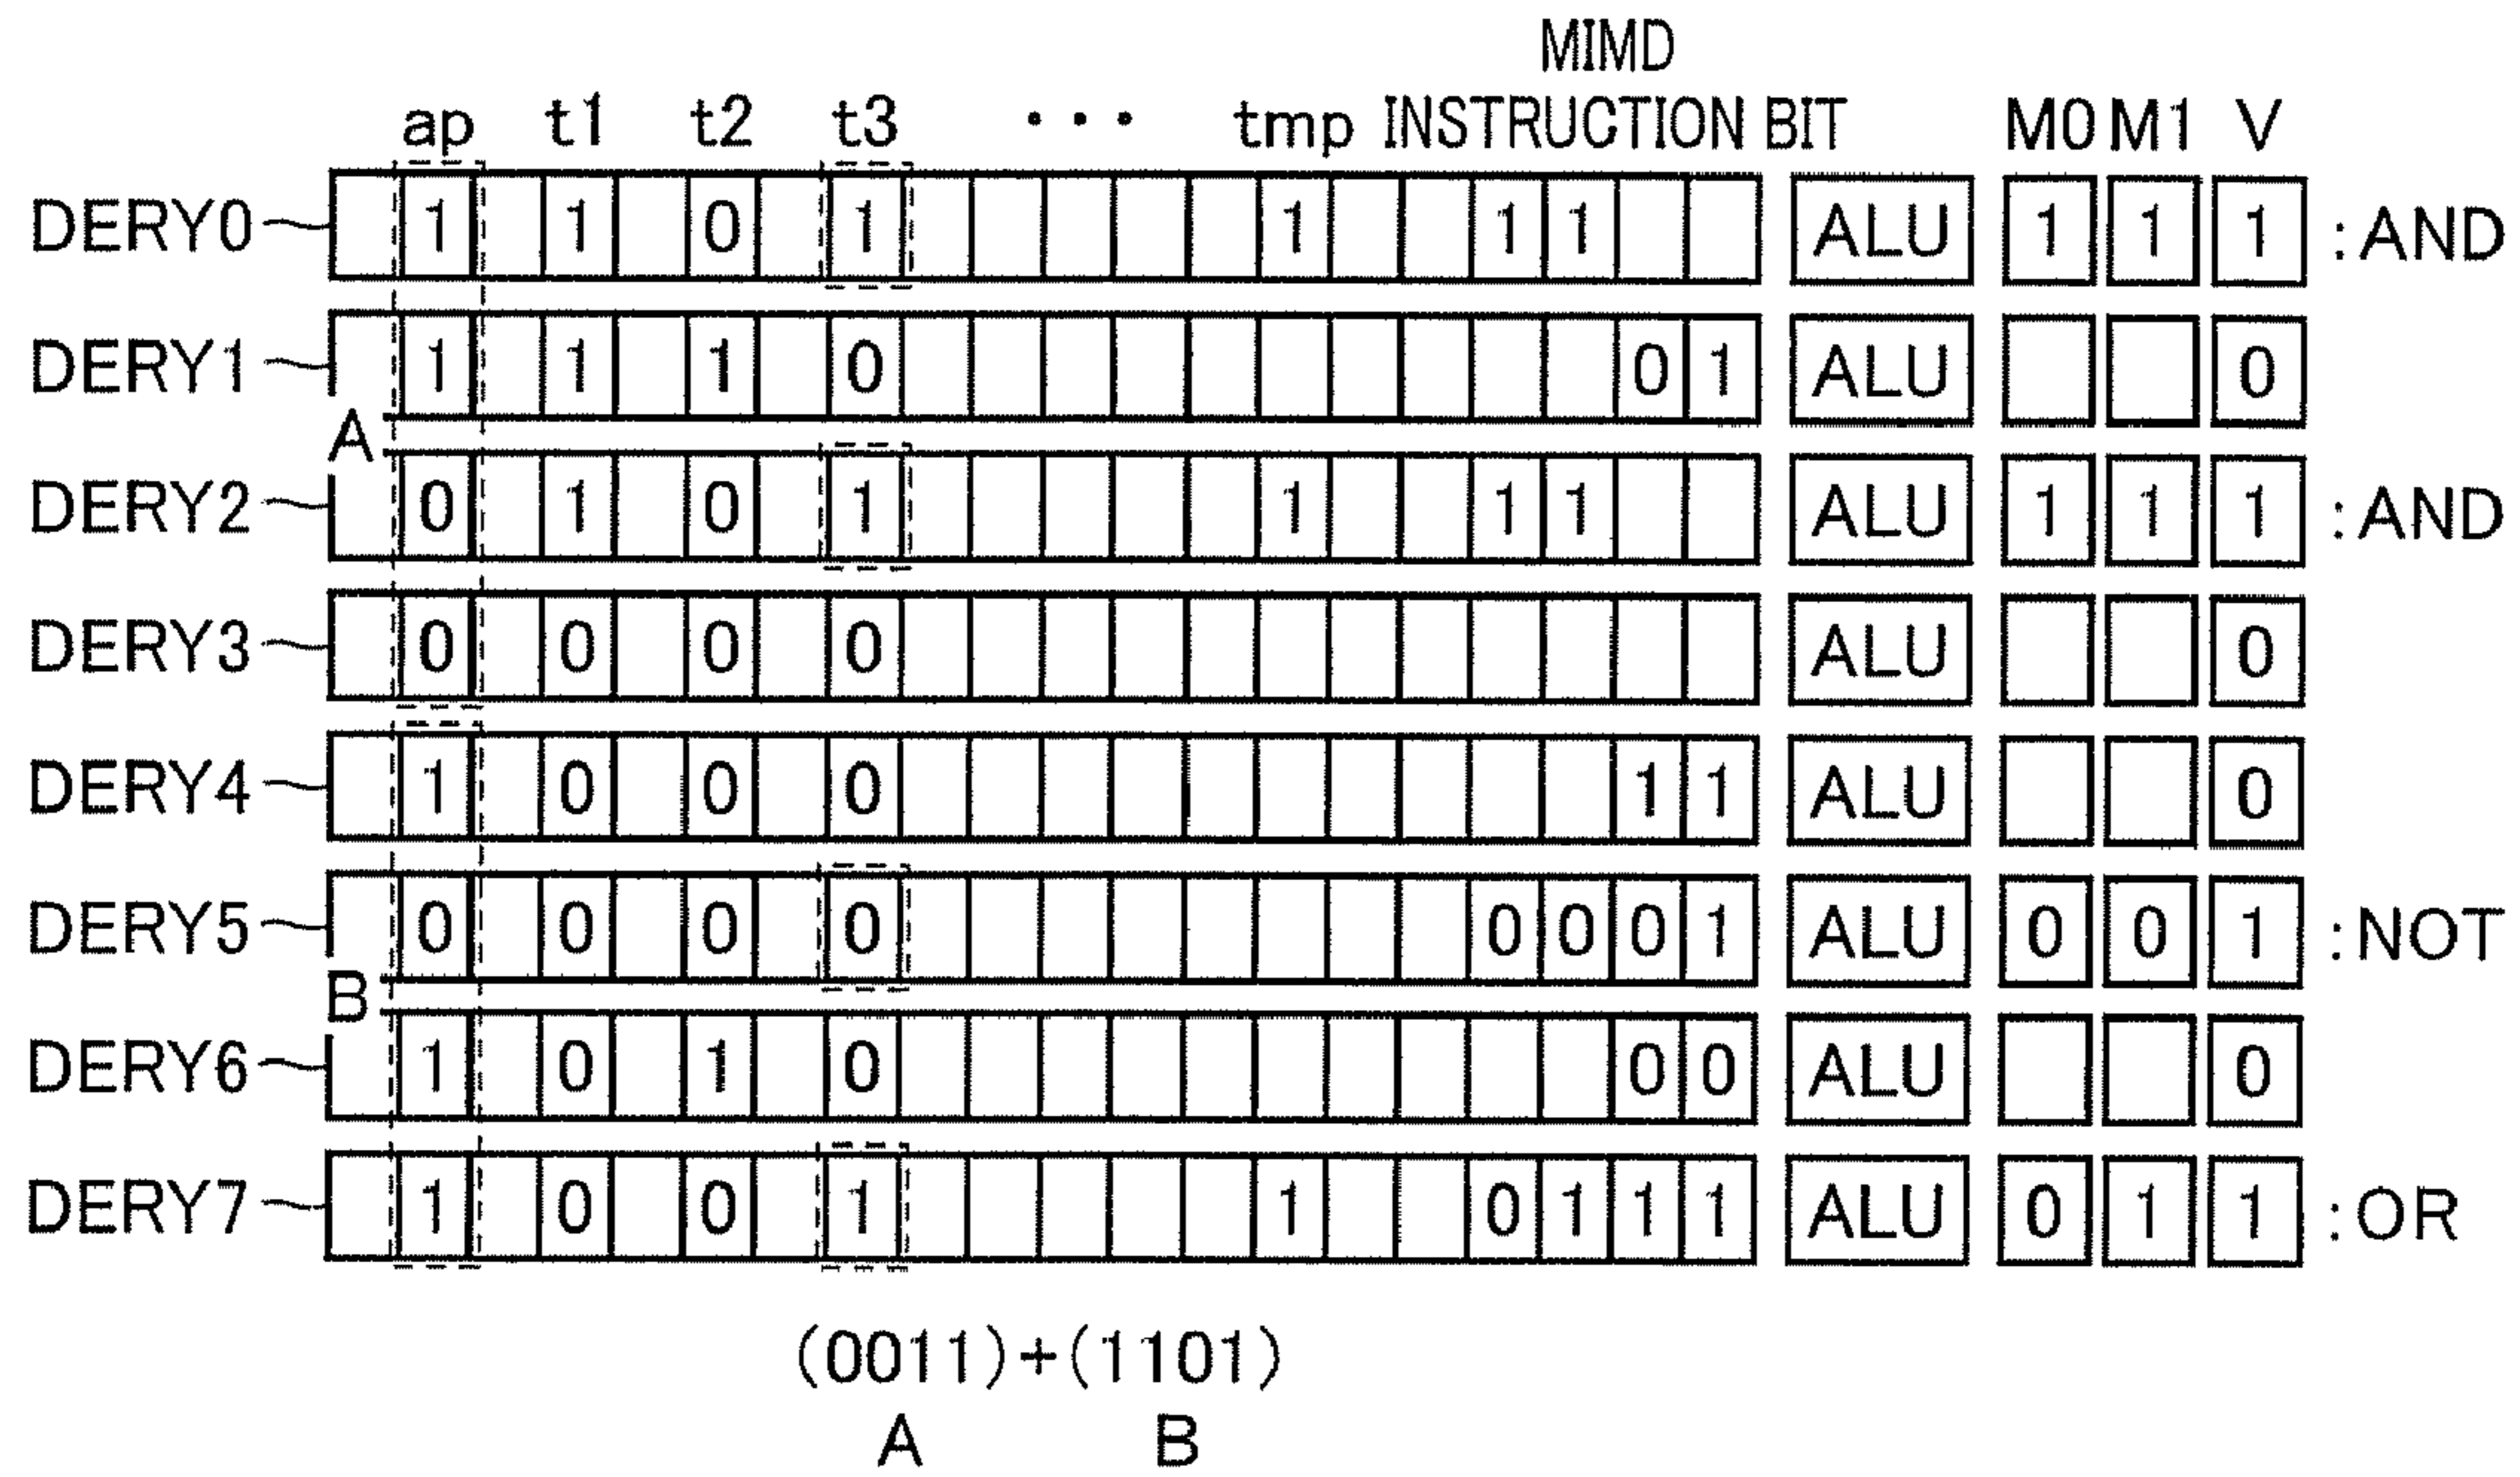 MIMD
ap t1 t2 t3 ··· tmp INSTRUCTION BIT M0 M1 V
DERY0 1 1 0 1 1 1 1 ALU 1 1 1 :AND
DERY1 1 1 1 0 0 1 ALU 0
A
DERY2 0 1 0 1 1 1 1 ALU 1 1 1 :AND
DERY3 0 0 0 0 ALU 0
DERY4 1 0 0 0 1 1 ALU 0
DERY5 0 0 0 0 0 0 0 1 ALU 0 0 1 :NOT
B
DERY6 1 0 1 0 0 0 ALU 0
DERY7 1 0 0 1 1 0 1 1 1 ALU 0 1 1 :OR
(0011)+(1101)
A B